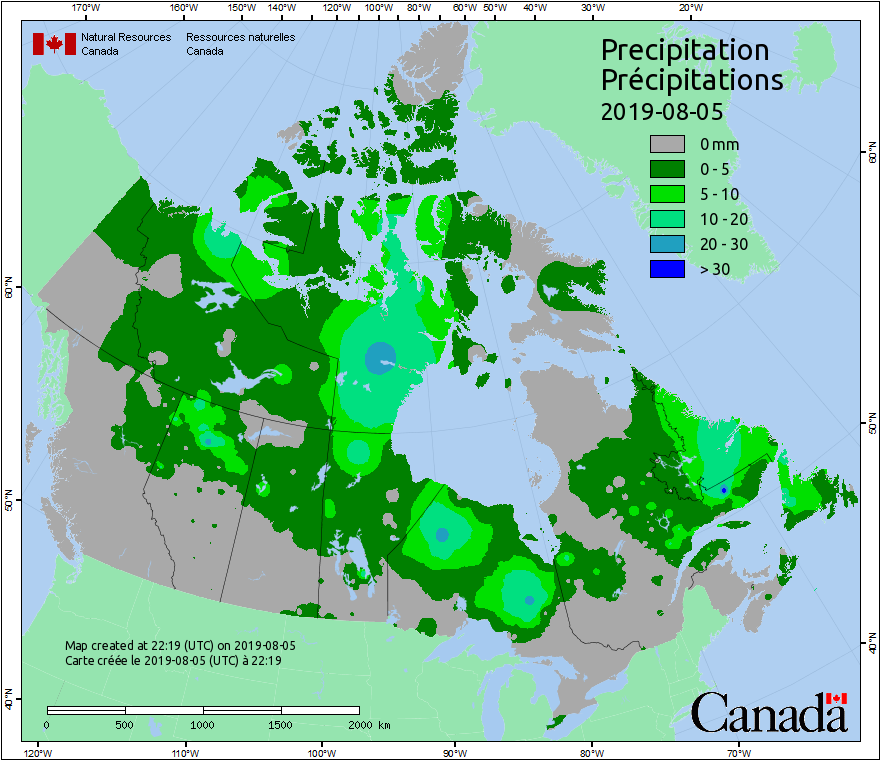 170°W 160°W 150°W 140°W 130°W 120°W 110°W 100°W 90°W 80°W 70°W 60°W 50°W 40°W 30°W 20°W
Natural Resources Canada
Ressources naturelles Canada
Precipitation
Précipitations
2019-08-05
0 mm
0 - 5
5 - 10
10 - 20
20 - 30
> 30
60°N
50°N
40°N
60°N
50°N
40°N
Map created at 22:19 (UTC) on 2019-08-05
Carte créée le 2019-08-05 (UTC) à 22:19
0 500 1000 1500 2000 km
Canada
120°W 110°W 100°W 90°W 80°W 70°W